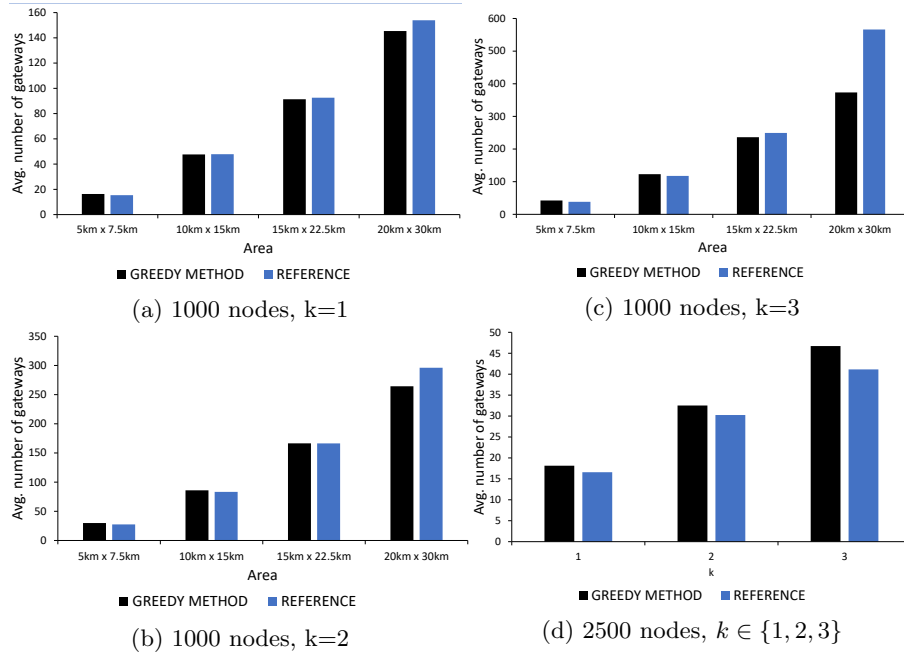 Avg. number of gateways
160
140
120
100
80
60
40
20
0
5km x 7.5km 10km x 15km 15km x 22.5km 20km x 30km
Area
GREEDY METHOD REFERENCE
(a) 1000 nodes, k=1
Avg. number of gateways
600
500
400
300
200
100
0
5km x 7.5km 10km x 15km 15km x 22.5km 20km x 30km
Area
GREEDY METHOD REFERENCE
(c) 1000 nodes, k=3
Avg. number of gateways
350
300
250
200
150
100
50
0
5km x 7.5km 10km x 15km 15km x 22.5km 20km x 30km
Area
GREEDY METHOD REFERENCE
(b) 1000 nodes, k=2
Avg. number of gateways
50
45
40
35
30
25
20
15
10
5
0
1 2 3
k
GREEDY METHOD REFERENCE
(d) 2500 nodes, k ∈ {1, 2, 3}